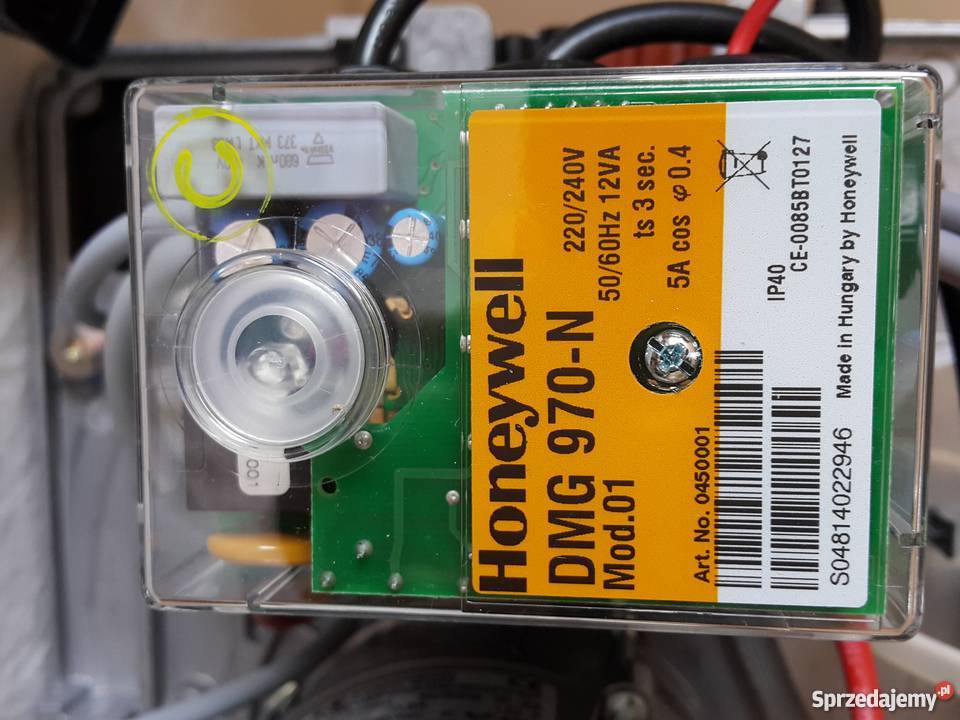 Honeywell
DMG 970-N
Mod.01
220/240V
50/60Hz 12VA
ts 3 sec.
5A cos φ 0.4
Art. No. 0450001
IP40
CE-0085BT0127
S04814022946
Made in Hungary by Honeywell
001
Sprzedajemy.pl